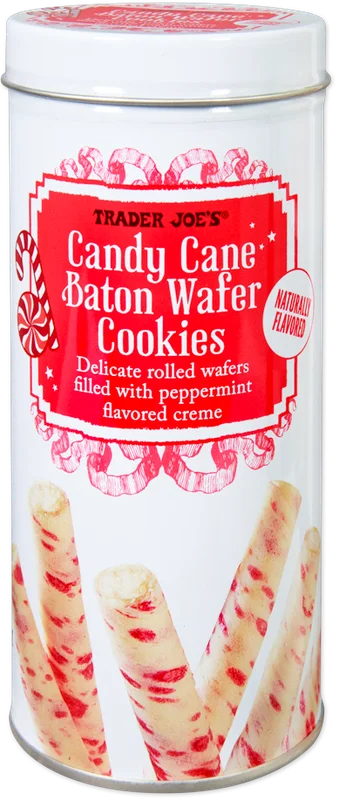 TRADER JOE'S®
Candy Cane
Baton Wafer
Cookies
Delicate rolled wafers
filled with peppermint
flavored creme
NATURALLY
FLAVORED